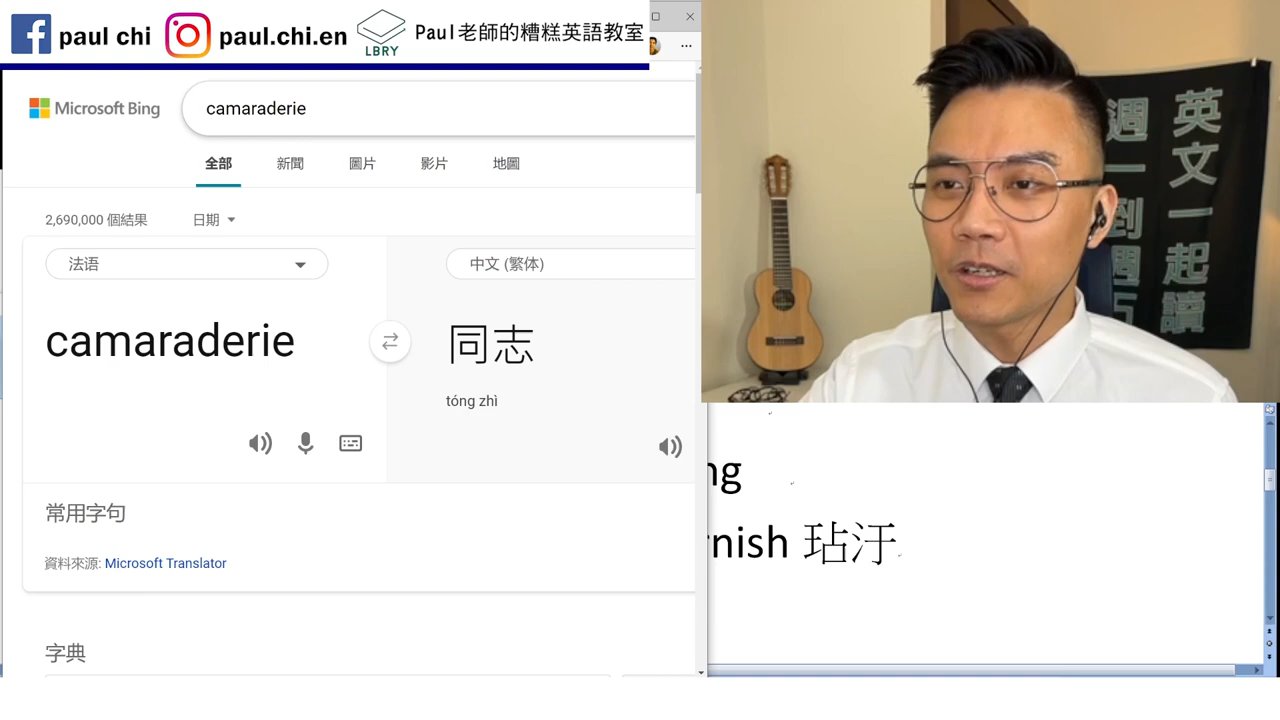 paul chi
paul.chi.en
LBRY
Paul老師的糟糕英語教室
Microsoft Bing
camaraderie
全部
新聞
圖片
影片
地圖
2,690,000 個結果
日期
法语
中文 (繁体)
camaraderie
同志
tóng zhì
常用字句
資料來源: Microsoft Translator
字典
英文一起讀
週一到週五
ng
rnish 玷汙